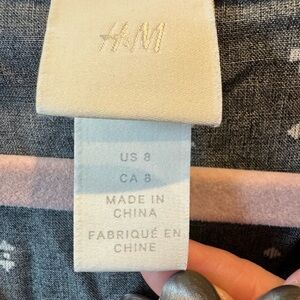 H&M
US 8
CA 8
MADE IN
CHINA
FABRIQUÉ EN
CHINE